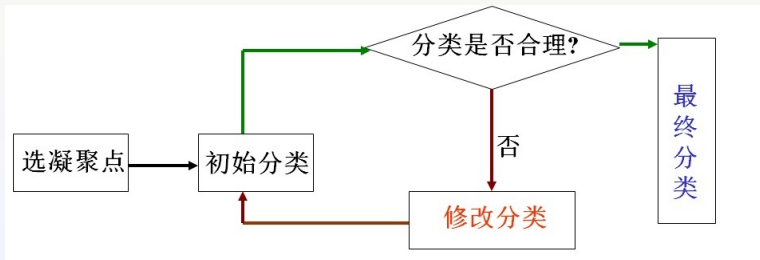 分类是否合理?
最终分类
选凝聚点
初始分类
否
修改分类